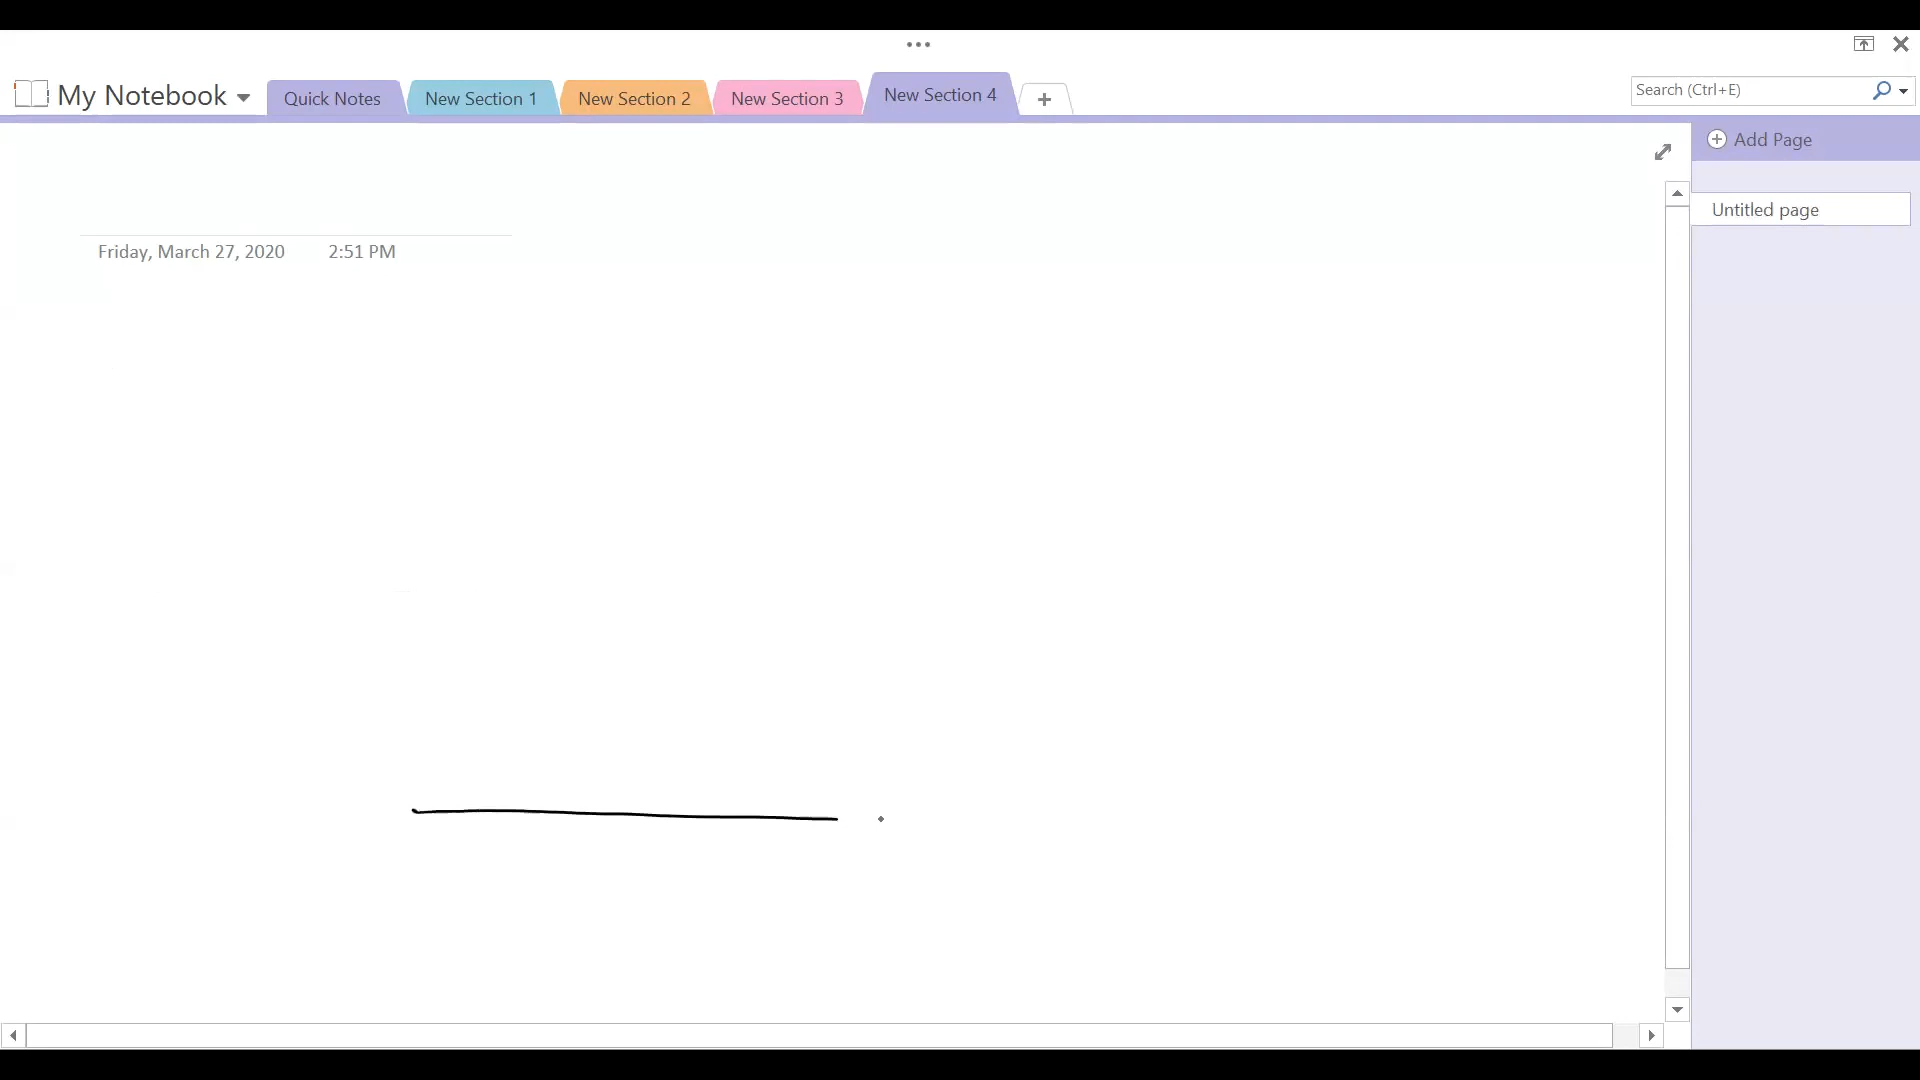 My Notebook
Quick Notes
New Section 1
New Section 2
New Section 3
New Section 4
Search (Ctrl+E)
Add Page
Untitled page
Friday, March 27, 2020 2:51 PM